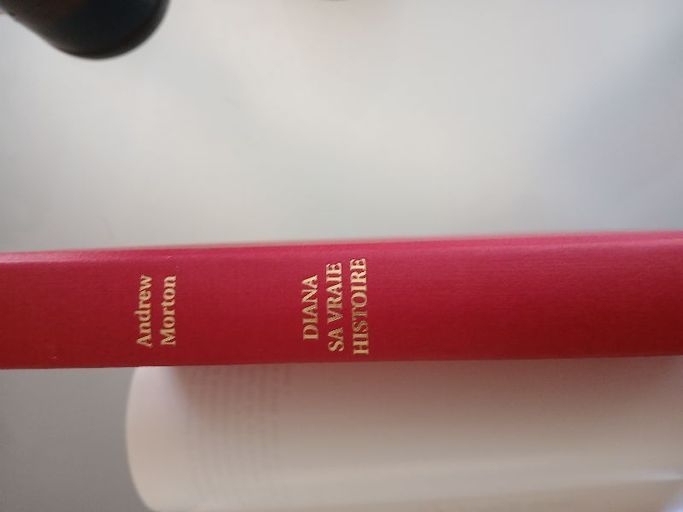 Andrew
Morton
DIANA
SA VRAIE
HISTOIRE